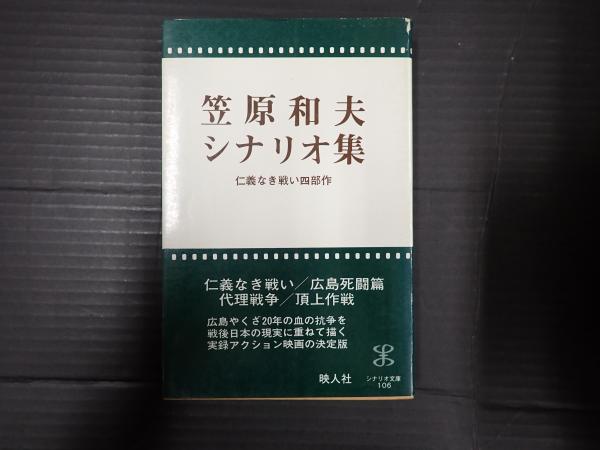 笠原和夫
シナリオ集
仁義なき戦い四部作
仁義なき戦い／広島死闘篇
代理戦争／頂上作戦
広島やくざ20年の血の抗争を
戦後日本の現実に重ねて描く
実録アクション映画の決定版
映人社
シナリオ文庫
106